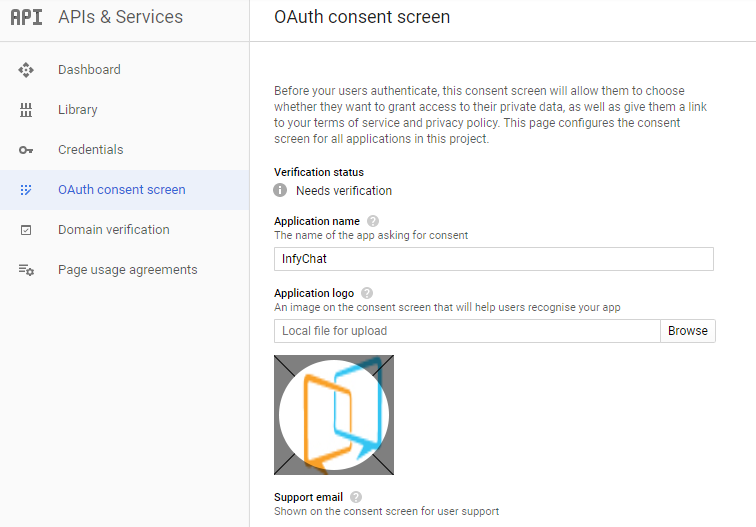 API APIs & Services
OAuth consent screen
Dashboard
Library
Credentials
OAuth consent screen
Domain verification
Page usage agreements
Before your users authenticate, this consent screen will allow them to choose
whether they want to grant access to their private data, as well as give them a link
to your terms of service and privacy policy. This page configures the consent
screen for all applications in this project.
Verification status
Needs verification
Application name
The name of the app asking for consent
InfyChat
Application logo
An image on the consent screen that will help users recognise your app
Local file for upload
Browse
Support email
Shown on the consent screen for user support